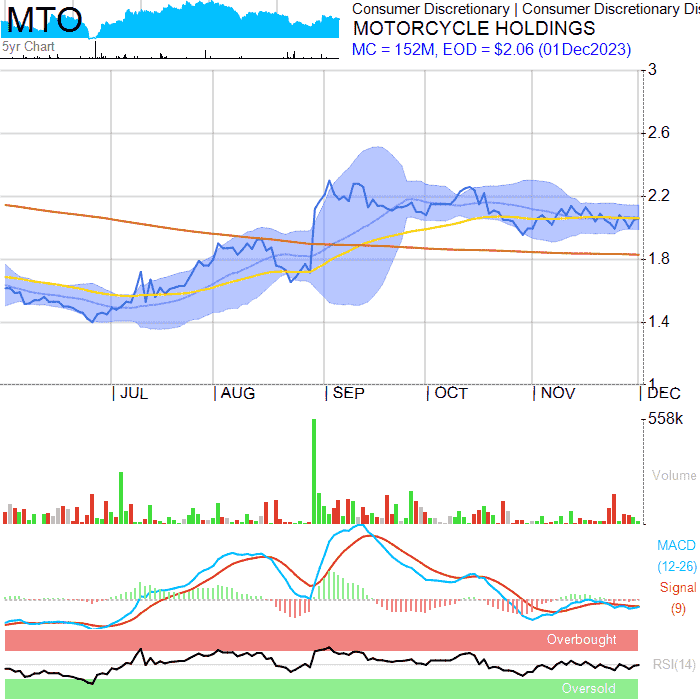 MTO
5yr Chart
Consumer Discretionary | Consumer Discretionary Dis
MOTORCYCLE HOLDINGS
MC = 152M, EOD = $2.06 (01Dec2023)
3
2.6
2.2
1.8
1.4
1
JUL AUG SEP OCT NOV DEC
558k
Volume
MACD
(12-26)
Signal
(9)
Overbought
RSI(14)
Oversold